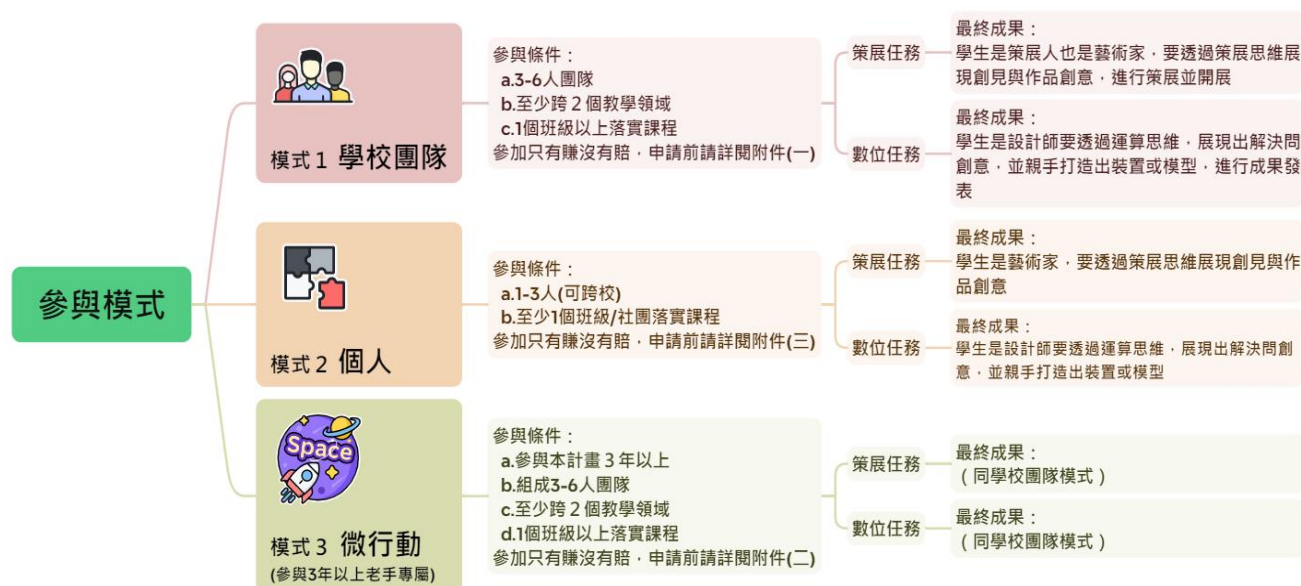 參與模式
模式 1 學校團隊
參與條件：
a.3-6人團隊
b.至少跨 2 個教學領域
c.1個班級以上落實課程
參加只有賺沒有賠，申請前請詳閱附件(一)
策展任務
最終成果：
學生是策展人也是藝術家，要透過策展思維展
現創見與作品創意，進行策展並開展
數位任務
最終成果：
學生是設計師要透過運算思維，展現出解決問
創意，並親手打造出裝置或模型，進行成果發
表
模式 2 個人
參與條件：
a.1-3人(可跨校)
b.至少1個班級/社團落實課程
參加只有賺沒有賠，申請前請詳閱附件(三)
策展任務
最終成果：
學生是藝術家，要透過策展思維展現創見與作
品創意
數位任務
最終成果：
學生是設計師要透過運算思維，展現出解決問創
意，並親手打造出裝置或模型
Space
模式 3 微行動
(參與3年以上老手專屬)
參與條件：
a.參與本計畫 3 年以上
b.組成3-6人團隊
c.至少跨 2 個教學領域
d.1個班級以上落實課程
參加只有賺沒有賠，申請前請詳閱附件(二)
策展任務
最終成果：
（同學校團隊模式）
數位任務
最終成果：
（同學校團隊模式）